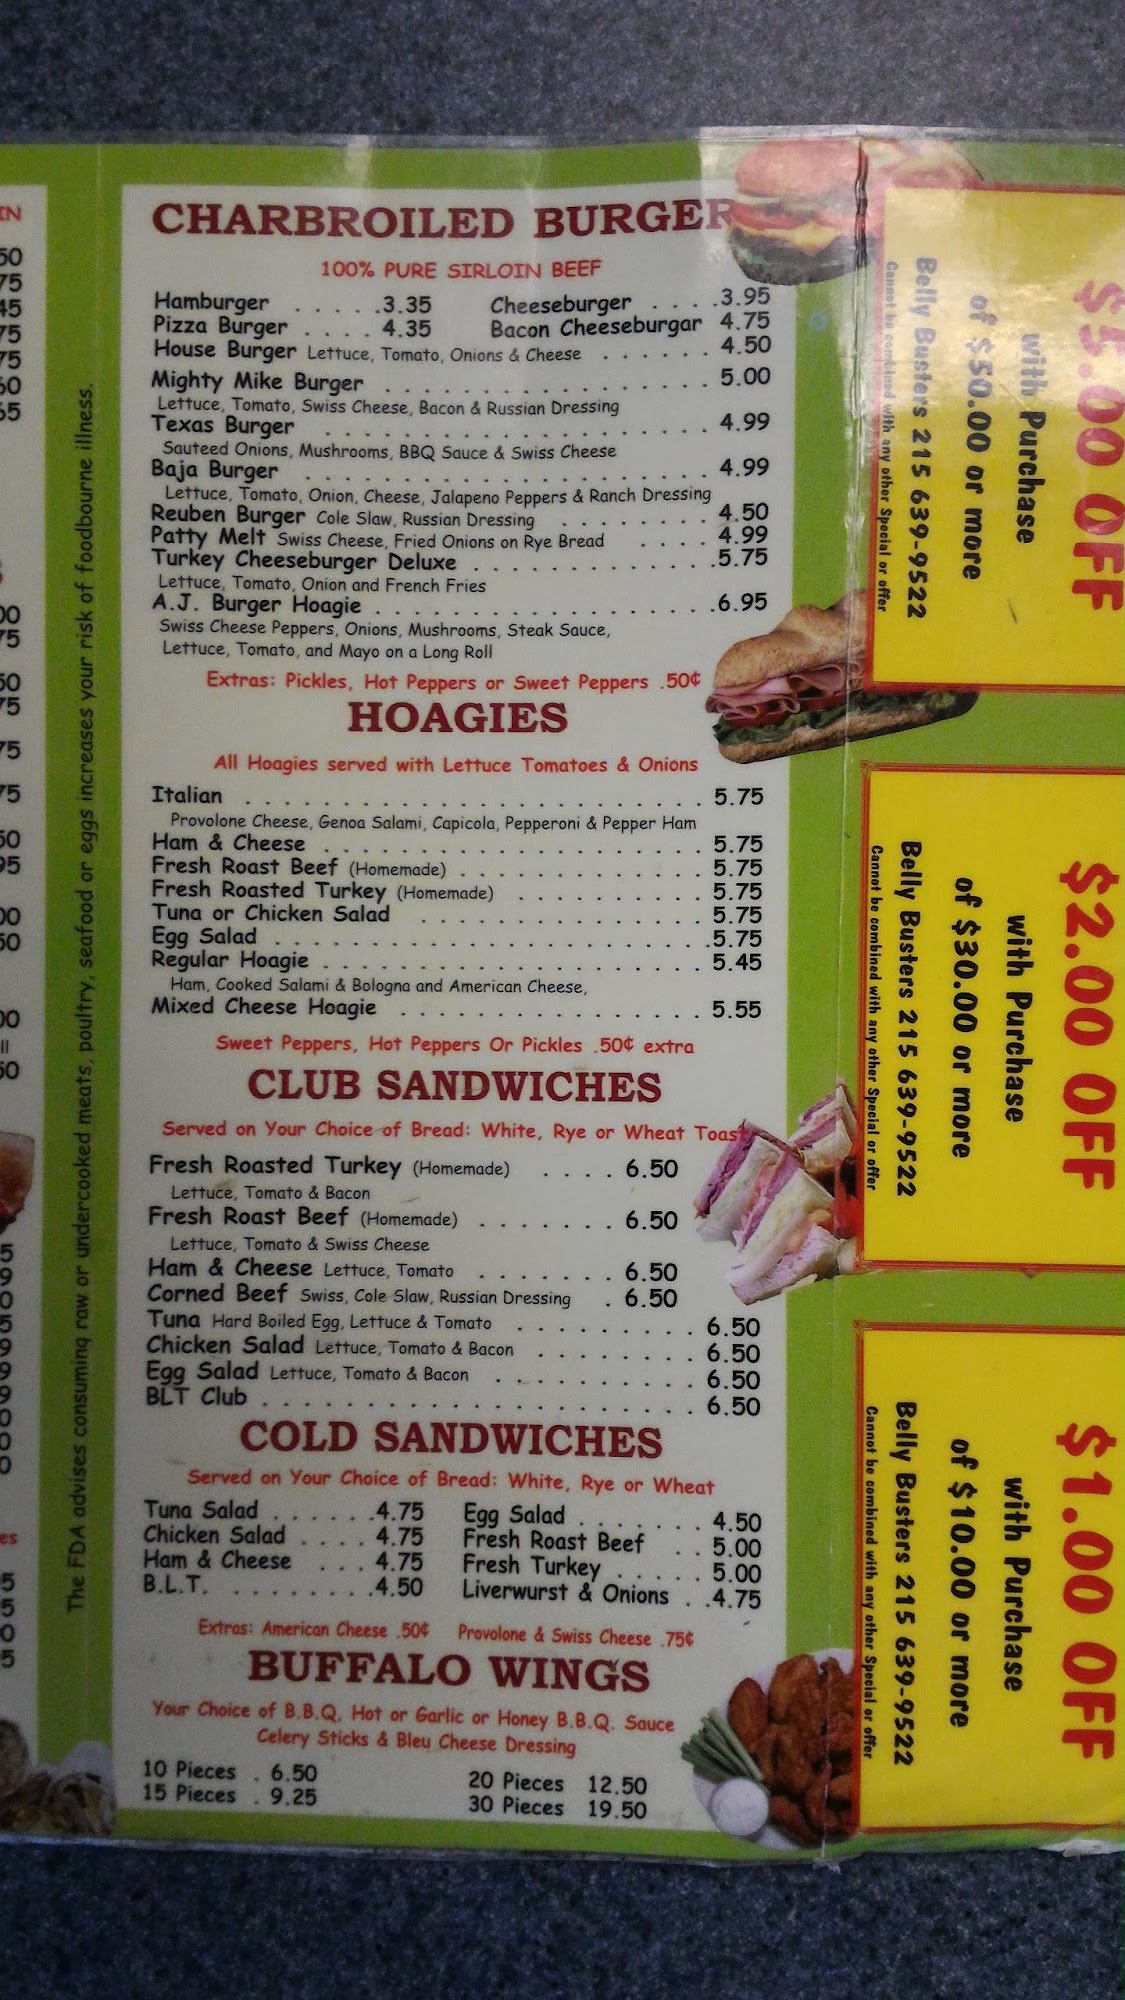 CHARBROILED BURGER
100% PURE SIRLOIN BEEF
Hamburger . . . . . .3.35 Cheeseburger . . . .3.95
Pizza Burger . . . . 4.35 Bacon Cheeseburgar 4.75
House Burger Lettuce, Tomato, Onions & Cheese . . . . . . 4.50
Mighty Mike Burger . . . . . . . . . . . . . . . . . . 5.00
Lettuce, Tomato, Swiss Cheese, Bacon & Russian Dressing
Texas Burger . . . . . . . . . . . . . . . . . . . . . 4.99
Sauteed Onions, Mushrooms, BBQ Sauce & Swiss Cheese
Baja Burger . . . . . . . . . . . . . . . . . . . . . 4.99
Lettuce, Tomato, Onion, Cheese, Jalapeno Peppers & Ranch Dressing
Reuben Burger Cole Slaw, Russian Dressing . . . . . . . . 4.50
Patty Melt Swiss Cheese, Fried Onions on Rye Bread . . . . 4.99
Turkey Cheeseburger Deluxe . . . . . . . . . . . . .5.75
Lettuce, Tomato, Onion and French Fries
A.J. Burger Hoagie . . . . . . . . . . . . . . . . . .6.95
Swiss Cheese Peppers, Onions, Mushrooms, Steak Sauce,
Lettuce, Tomato, and Mayo on a Long Roll
Extras: Pickles, Hot Peppers or Sweet Peppers .50¢
HOAGIES
All Hoagies served with Lettuce Tomatoes & Onions
Italian . . . . . . . . . . . . . . . . . . . . . . . . . 5.75
Provolone Cheese, Genoa Salami, Capicola, Pepperoni & Pepper Ham
Ham & Cheese . . . . . . . . . . . . . . . . . . . . 5.75
Fresh Roast Beef (Homemade) . . . . . . . . . . . . . 5.75
Fresh Roasted Turkey (Homemade) . . . . . . . . . . 5.75
Tuna or Chicken Salad . . . . . . . . . . . . . . . 5.75
Egg Salad . . . . . . . . . . . . . . . . . . . . . . .5.75
Regular Hoagie . . . . . . . . . . . . . . . . . . . . 5.45
Ham, Cooked Salami & Bologna and American Cheese,
Mixed Cheese Hoagie . . . . . . . . . . . . . . . . 5.55
Sweet Peppers, Hot Peppers Or Pickles .50¢ extra
CLUB SANDWICHES
Served on Your Choice of Bread: White, Rye or Wheat Toast
Fresh Roasted Turkey (Homemade) . . . . 6.50
Lettuce, Tomato & Bacon
Fresh Roast Beef (Homemade) . . . . . . . 6.50
Lettuce, Tomato & Swiss Cheese
Ham & Cheese Lettuce, Tomato . . . . . . . 6.50
Corned Beef Swiss, Cole Slaw, Russian Dressing . 6.50
Tuna Hard Boiled Egg, Lettuce & Tomato . . . . . . . . . 6.50
Chicken Salad Lettuce, Tomato & Bacon . . . . . . . . 6.50
Egg Salad Lettuce, Tomato & Bacon . . . . . . . . . . 6.50
BLT Club . . . . . . . . . . . . . . . . . . . . . . . 6.50
COLD SANDWICHES
Served on Your Choice of Bread: White, Rye or Wheat
Tuna Salad . . . . . .4.75 Egg Salad . . . . . . . 4.50
Chicken Salad . . . . 4.75 Fresh Roast Beef . . 5.00
Ham & Cheese . . . 4.75 Fresh Turkey . . . . . 5.00
B.L.T. . . . . . . . . .4.50 Liverwurst & Onions . .4.75
Extras: American Cheese .50¢ Provolone & Swiss Cheese .75¢
BUFFALO WINGS
Your Choice of B.B.Q, Hot or Garlic or Honey B.B.Q. Sauce
Celery Sticks & Bleu Cheese Dressing
10 Pieces . 6.50 20 Pieces 12.50
15 Pieces . 9.25 30 Pieces 19.50
The FDA advises consuming raw or undercooked meats, poultry, seafood or eggs increases your risk of foodbourne illness.
$5.00 OFF
with Purchase
of $50.00 or more
Belly Busters 215 639-9522
Cannot be combined with any other Special or offer
$2.00 OFF
with Purchase
of $30.00 or more
Belly Busters 215 639-9522
Cannot be combined with any other Special or offer
$1.00 OFF
with Purchase
of $10.00 or more
Belly Busters 215 639-9522
Cannot be combined with any other Special or offer